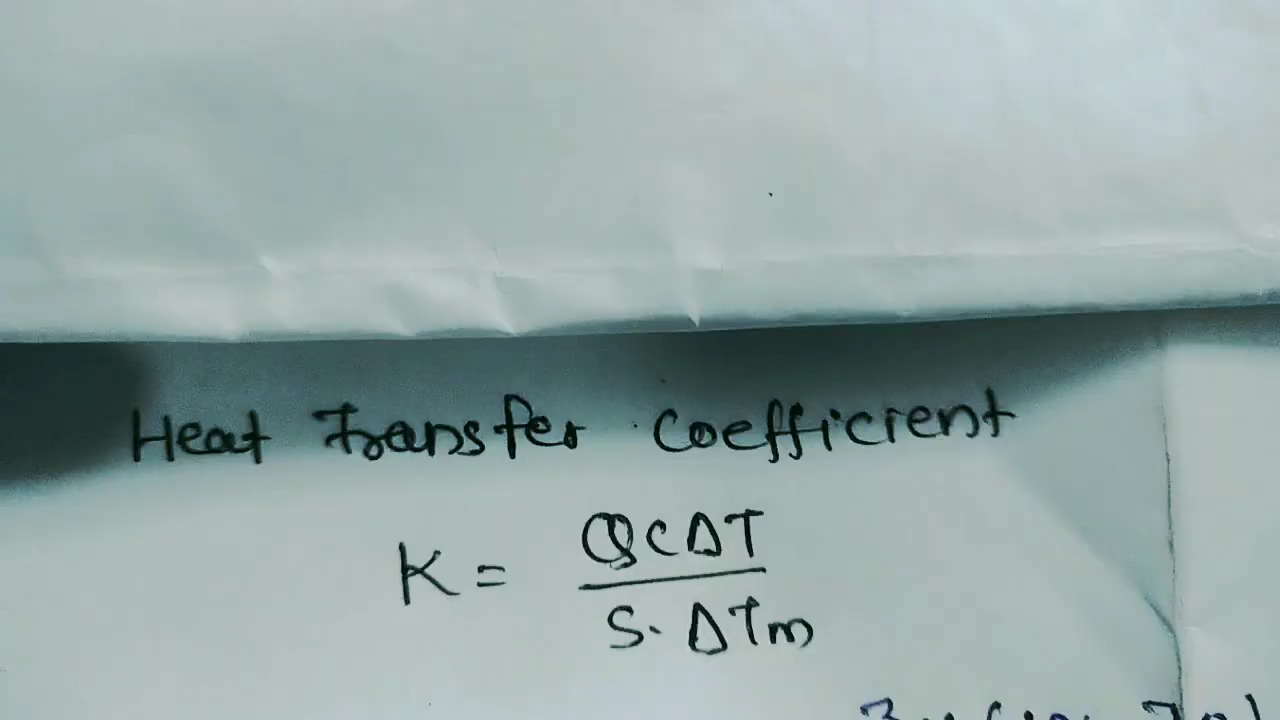 Heat Transfer Coefficient
K = QCΔT
S. ΔTm